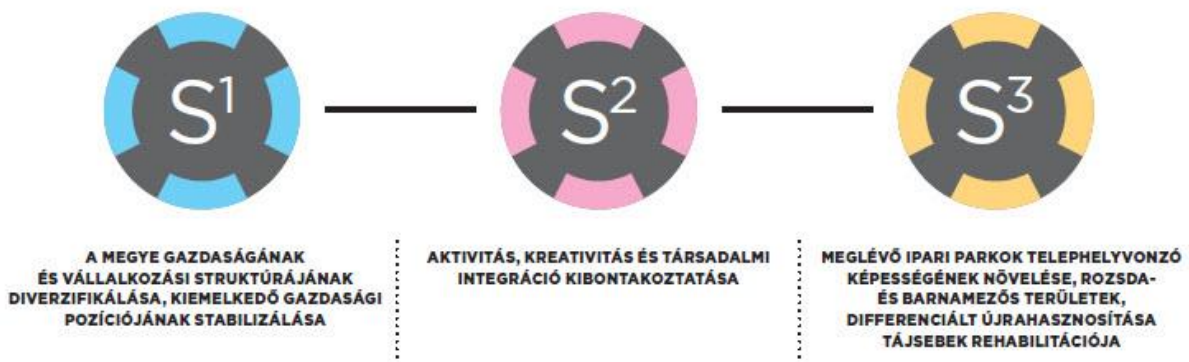 S¹
S²
S³
A MEGYE GAZDASÁGÁNAK
ÉS VÁLLALKOZÁSI STRUKTÚRÁJÁNAK
DIVERZIFIKÁLÁSA, KIEMELKEDŐ GAZDASÁGI
POZÍCIÓJÁNAK STABILIZÁLÁSA
AKTIVITÁS, KREATIVITÁS ÉS TÁRSADALMI
INTEGRÁCIÓ KIBONTAKOZTATÁSA
MEGLÉVŐ IPARI PARKOK TELEPHELYVONZÓ
KÉPESSÉGÉNEK NÖVELÉSE, ROZSDA-
ÉS BARNAMEZŐS TERÜLETEK,
DIFFERENCIÁLT ÚJRAHASZNOSÍTÁSA
TÁJSEBEK REHABILITÁCIÓJA